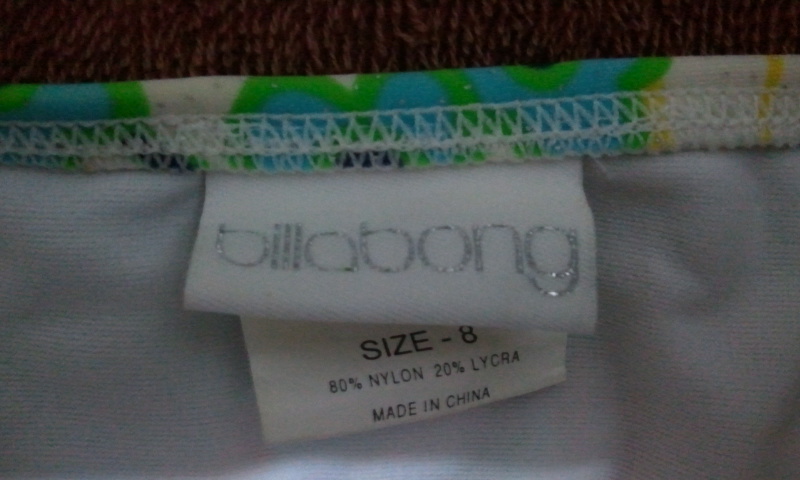 billabong
SIZE - 8
80% NYLON 20% LYCRA
MADE IN CHINA